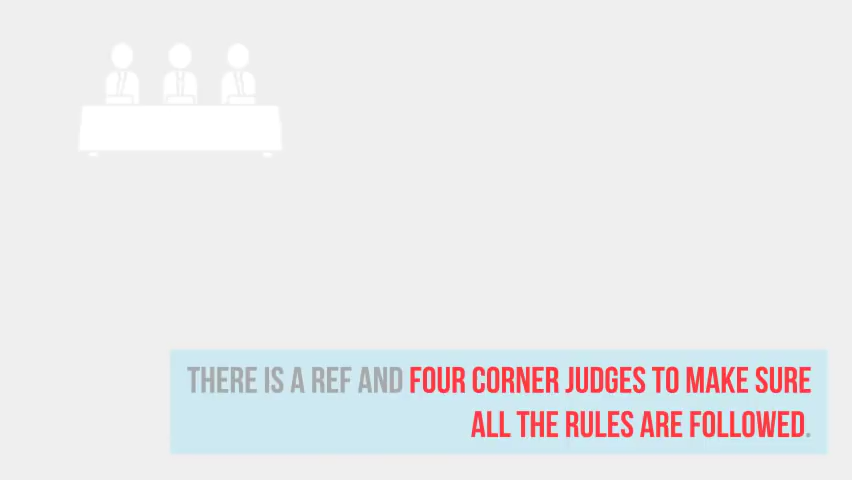 THERE IS A REF AND FOUR CORNER JUDGES TO MAKE SURE
ALL THE RULES ARE FOLLOWED.